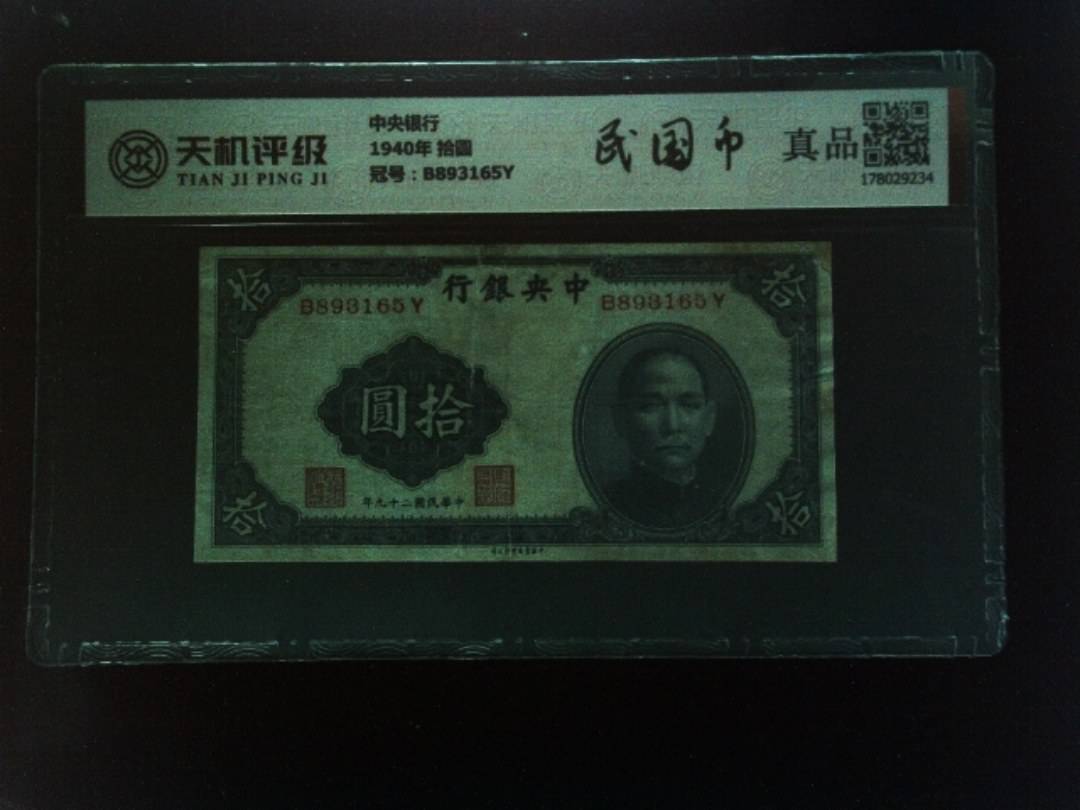 天机评级
TIAN JI PING JI
中央银行
1940年 拾圓
冠号：B893165Y
民国币
真品
178029234
拾
行銀央中
拾
B893165Y
B893165Y
圓拾
年九十二國民華中
拾
拾